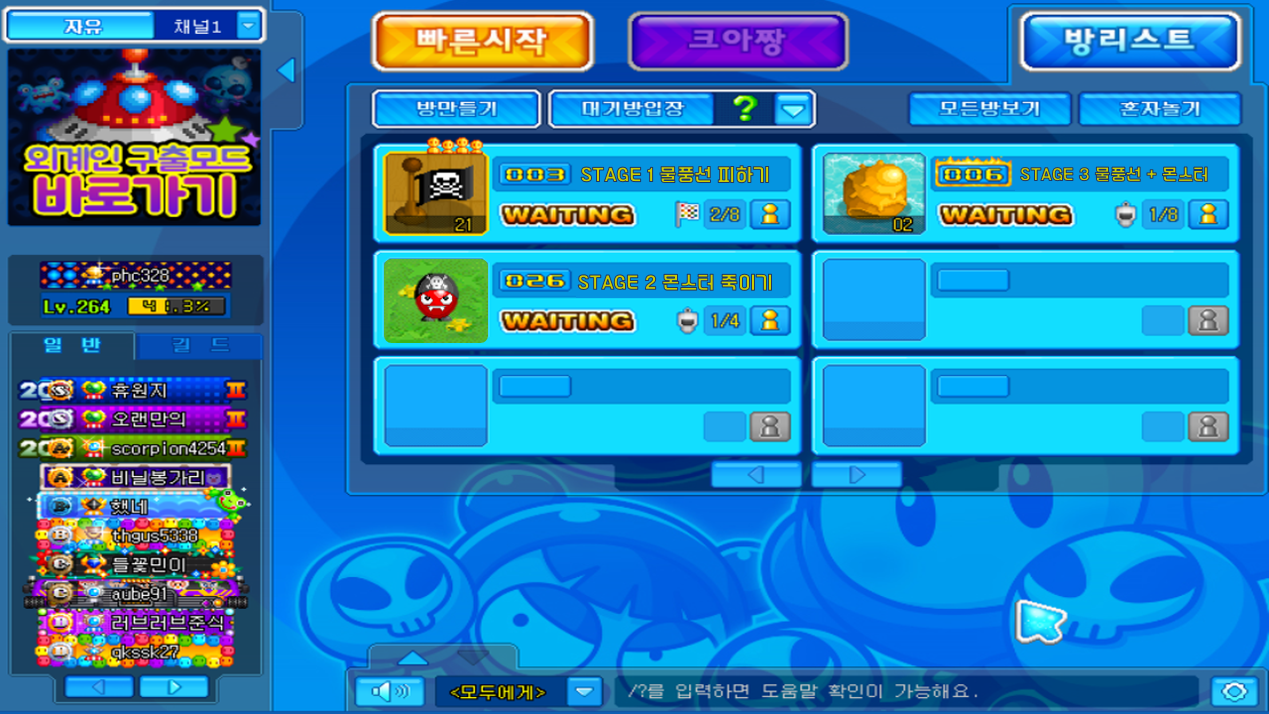 자유 채널1
외계인 구출모드
바로가기
phc328
Lv.264 41.3%
일 반 길 드
휴원지
오랜만의
scorpion4254
비닐봉가리
했네
thgus5338
들꽃민이
aube91
러브러브준식
qkssk27
빠른시작 크아짱 방리스트
방만들기 대기방입장 ? 모든방보기 혼자놀기
003 STAGE 1 물풍선 피하기
21 WAITING 2/8
006 STAGE 3 물풍선 + 몬스터
02 WAITING 1/8
026 STAGE 2 몬스터 죽이기
WAITING 1/4
<모두에게> /?를 입력하면 도움말 확인이 가능해요.